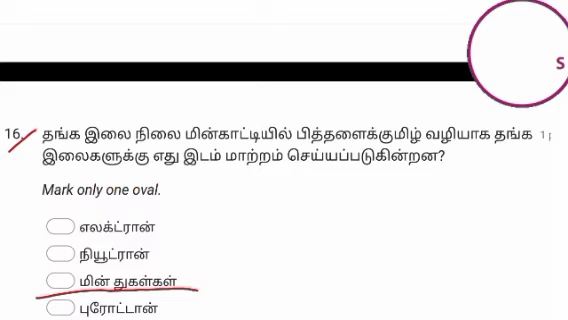 S
16. தங்க இலை நிலை மின்காட்டியில் பித்தளைக்குமிழ் வழியாக தங்க 1 p
இலைகளுக்கு எது இடம் மாற்றம் செய்யப்படுகின்றன?
Mark only one oval.
எலக்ட்ரான்
நியூட்ரான்
மின் துகள்கள்
புரோட்டான்